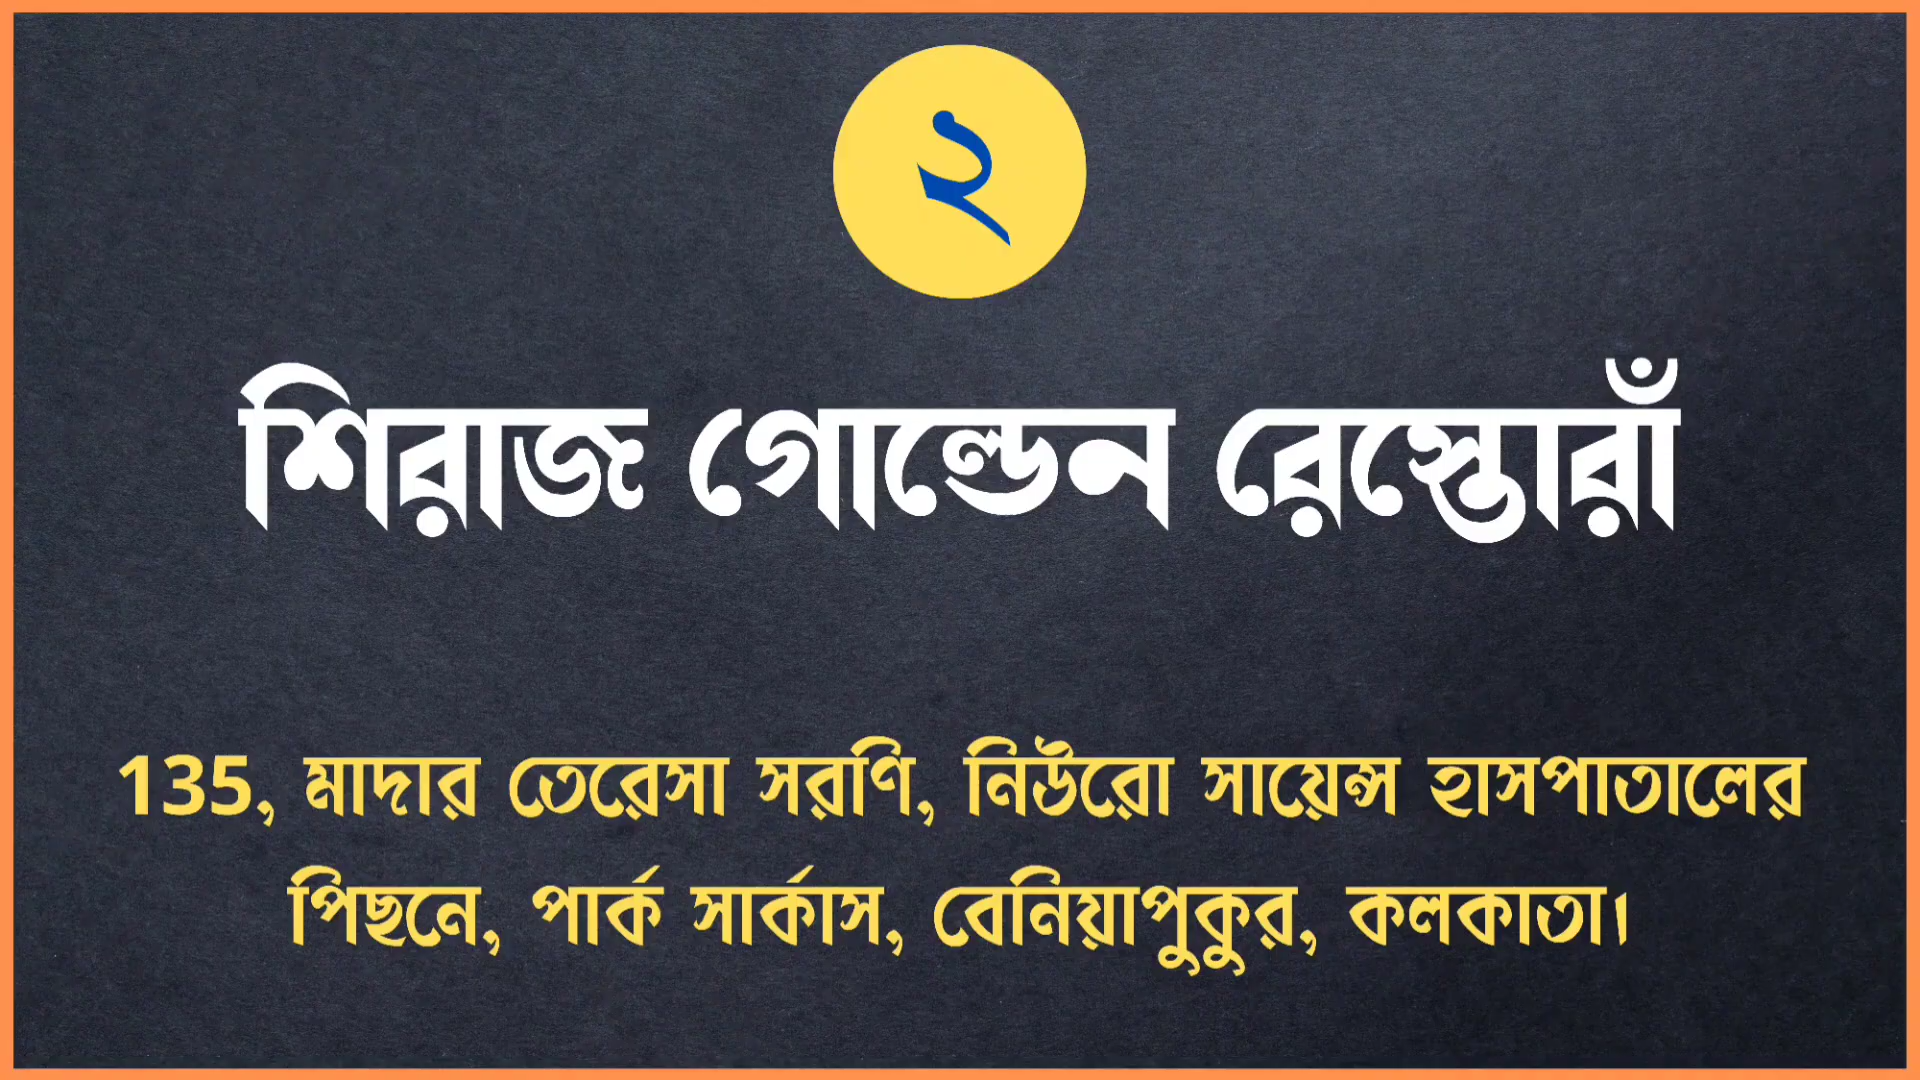 ২
শিরাজ গোল্ডেন রেস্তোরাঁ
135, মাদার তেরেসা সরণি, নিউরো সায়েন্স হাসপাতালের
পিছনে, পার্ক সার্কাস, বেনিয়াপুকুর, কলকাতা।